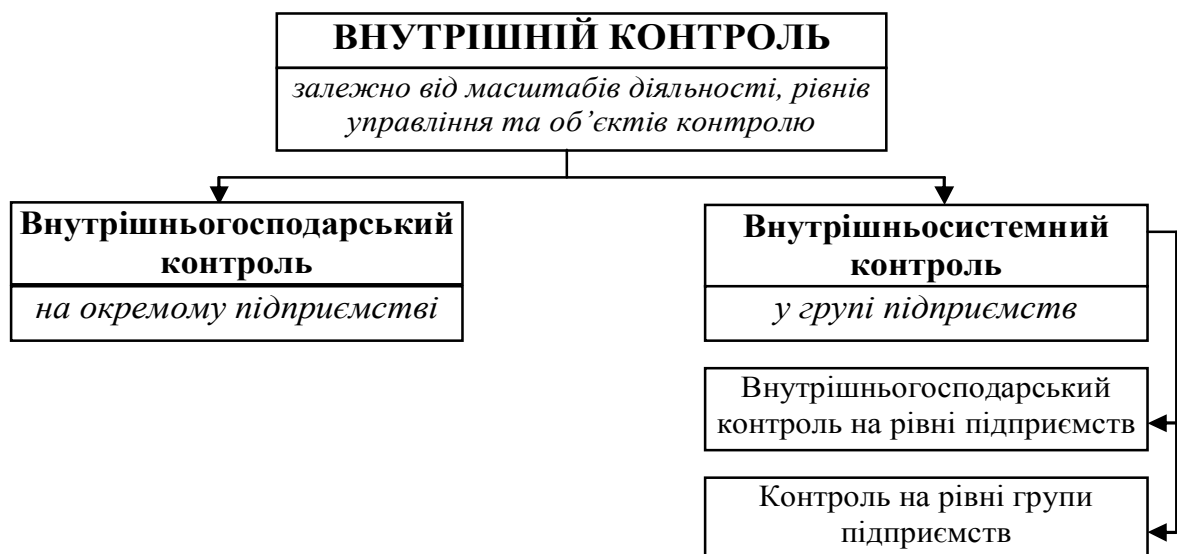 ВНУТРІШНІЙ КОНТРОЛЬ
залежно від масштабів діяльності, рівнів
управління та об’єктів контролю
Внутрішньогосподарський
контроль
на окремому підприємстві
Внутрішньосистемний
контроль
у групі підприємств
Внутрішньогосподарський
контроль на рівні підприємств
Контроль на рівні групи
підприємств